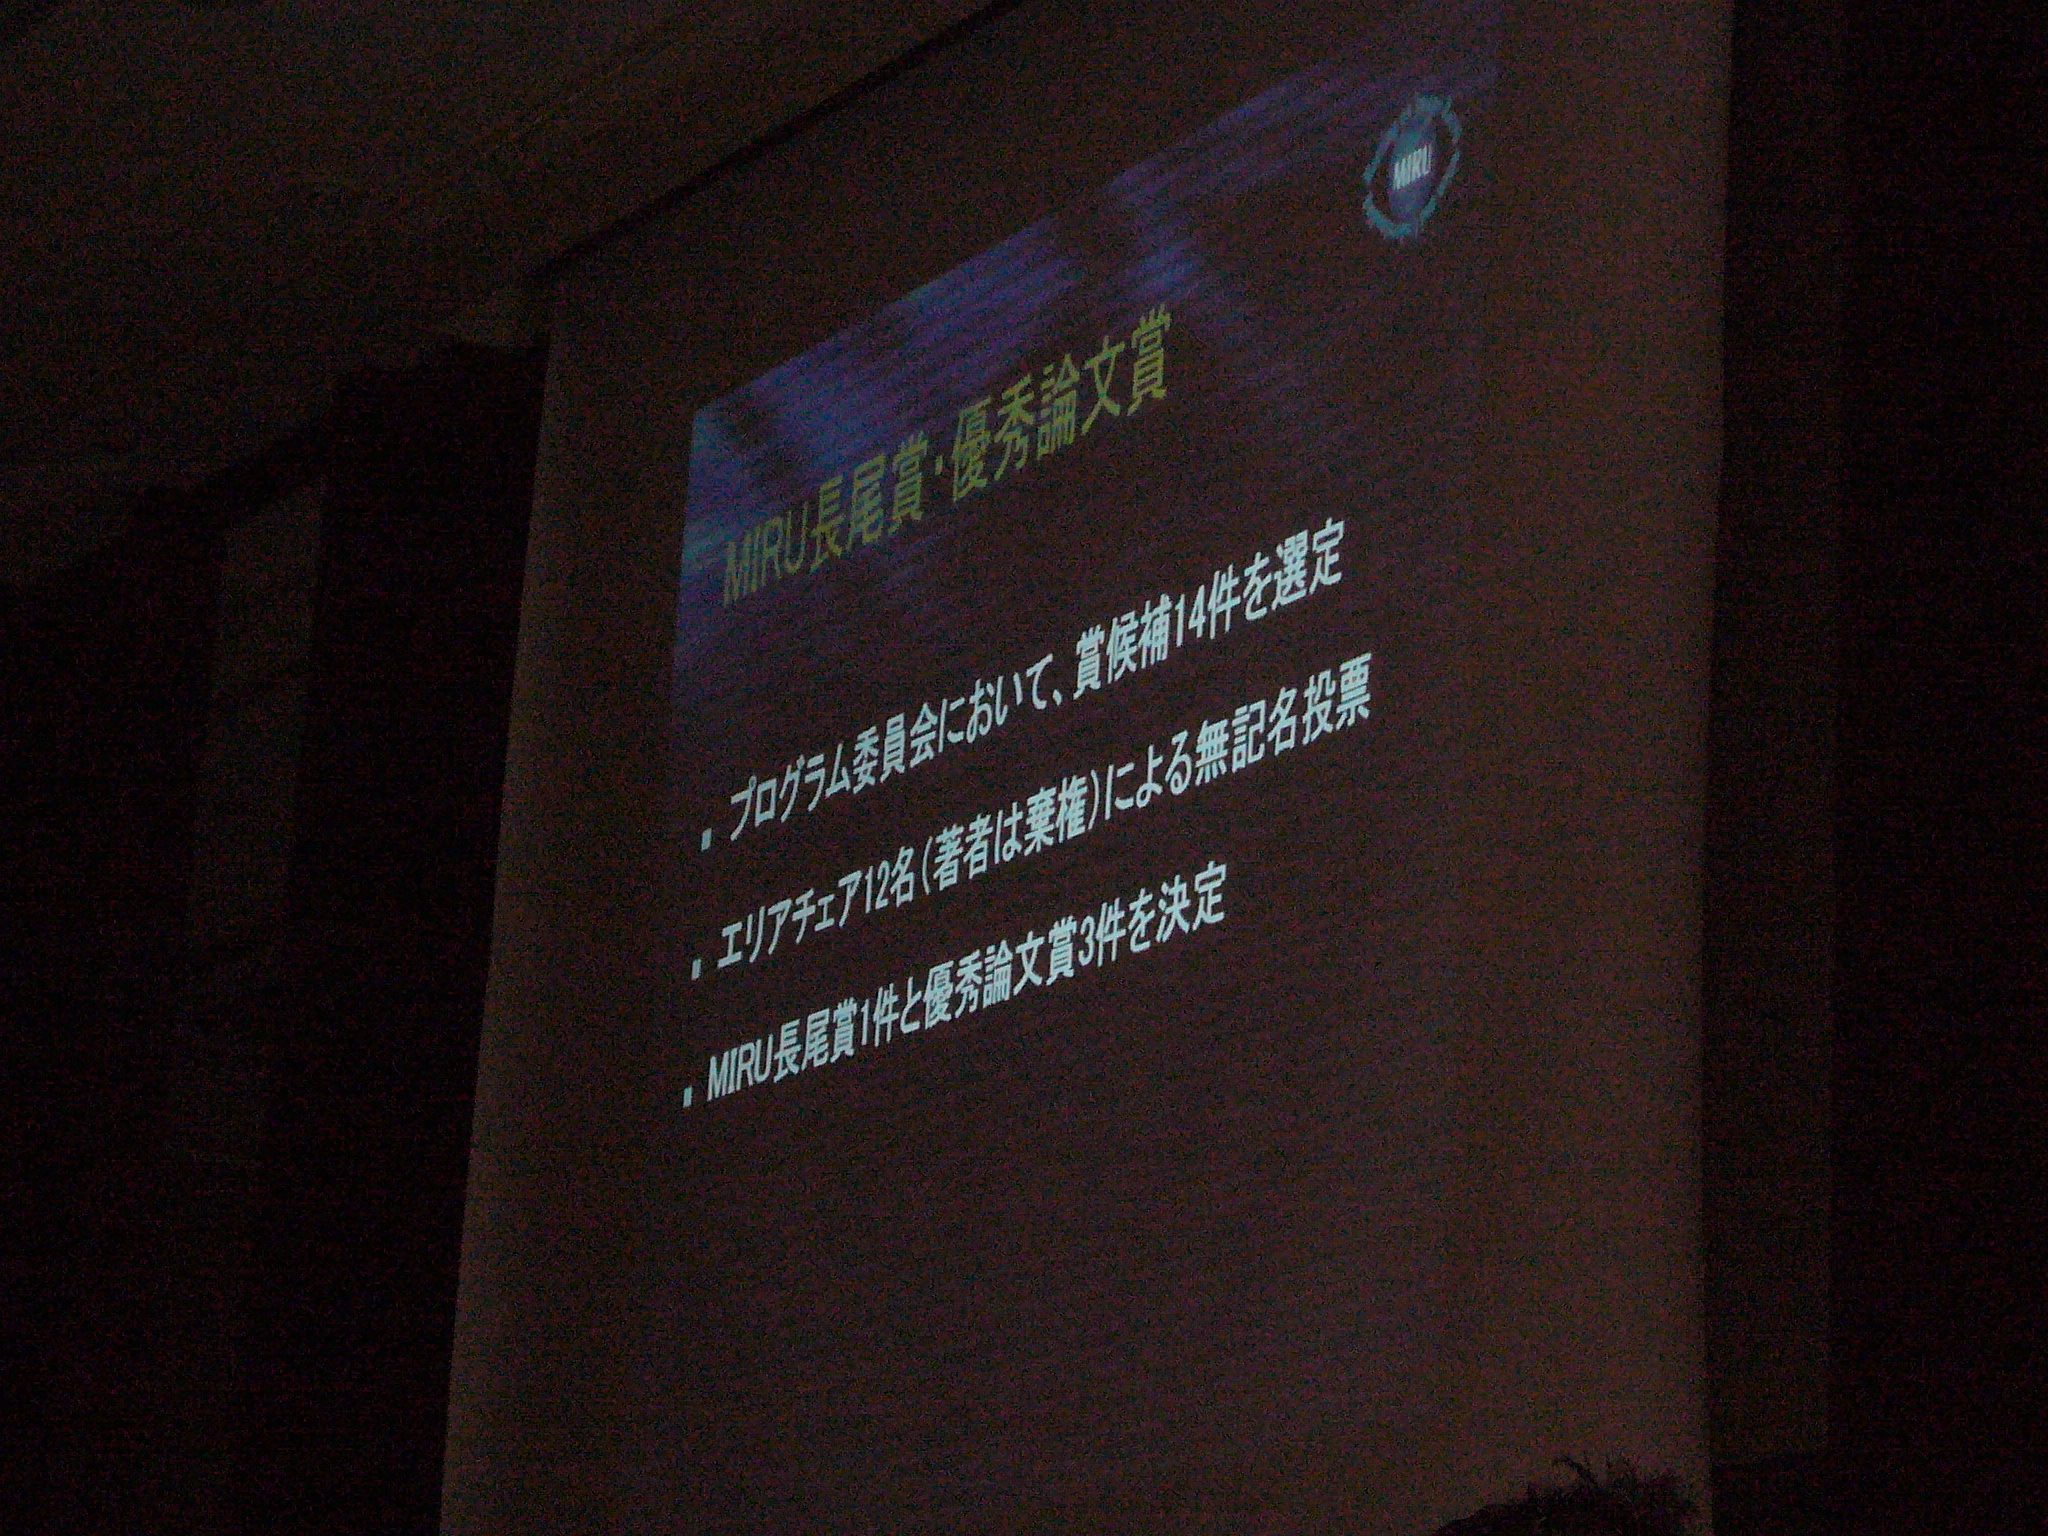 MIRU
MIRU長尾賞・優秀論文賞
▪ プログラム委員会において、賞候補14件を選定
▪ エリアチェア12名(著者は棄権)による無記名投票
▪ MIRU長尾賞1件と優秀論文賞3件を決定